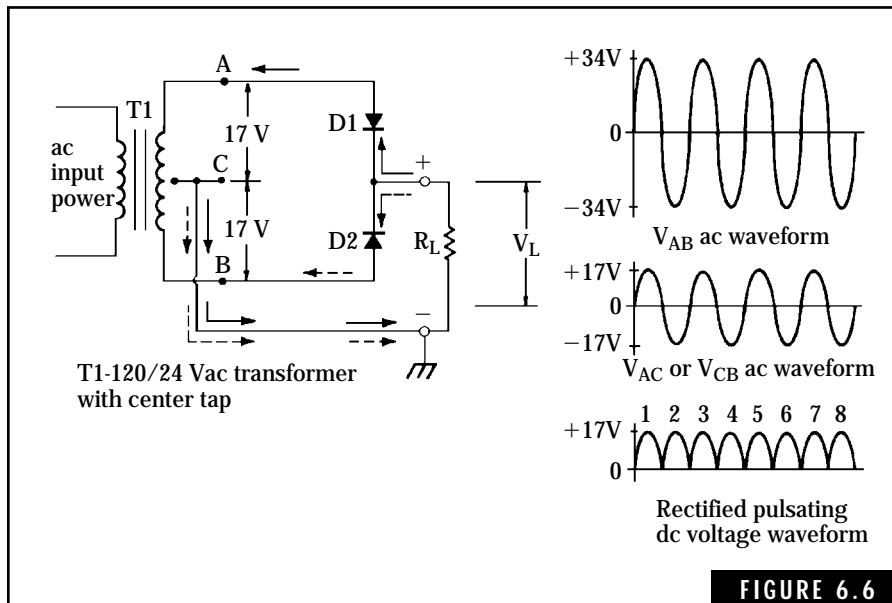 A
T1
17 V
D1
ac
input
power
C
+
17 V
D2
R_L
V_L
B
−
T1-120/24 Vac transformer
with center tap
+34V
0
−34V
V_AB ac waveform
+17V
0
−17V
V_AC or V_CB ac waveform
1 2 3 4 5 6 7 8
+17V
0
Rectified pulsating
dc voltage waveform
FIGURE 6.6